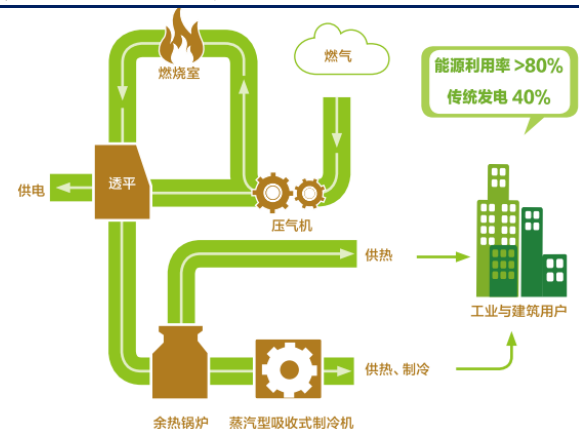 燃气
燃烧室
能源利用率>80%
传统发电 40%
供电
透平
压气机
供热
工业与建筑用户
供热、制冷
余热锅炉
蒸汽型吸收式制冷机